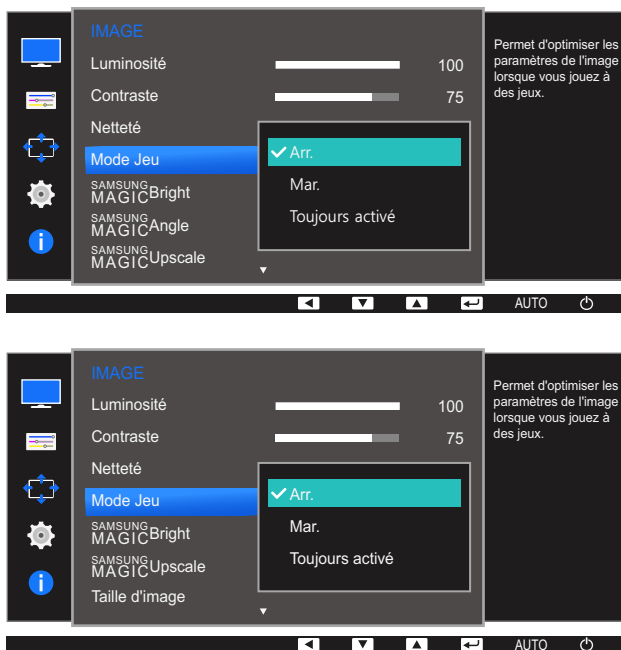 IMAGE
Luminosité 100
Contraste 75
Netteté
Mode Jeu
SAMSUNG
MAGICBright
SAMSUNG
MAGICAngle
SAMSUNG
MAGICUpscale
Arr.
Mar.
Toujours activé
Permet d'optimiser les
paramètres de l'image
lorsque vous jouez à
des jeux.
AUTO
IMAGE
Luminosité 100
Contraste 75
Netteté
Mode Jeu
SAMSUNG
MAGICBright
SAMSUNG
MAGICUpscale
Taille d'image
Arr.
Mar.
Toujours activé
Permet d'optimiser les
paramètres de l'image
lorsque vous jouez à
des jeux.
AUTO